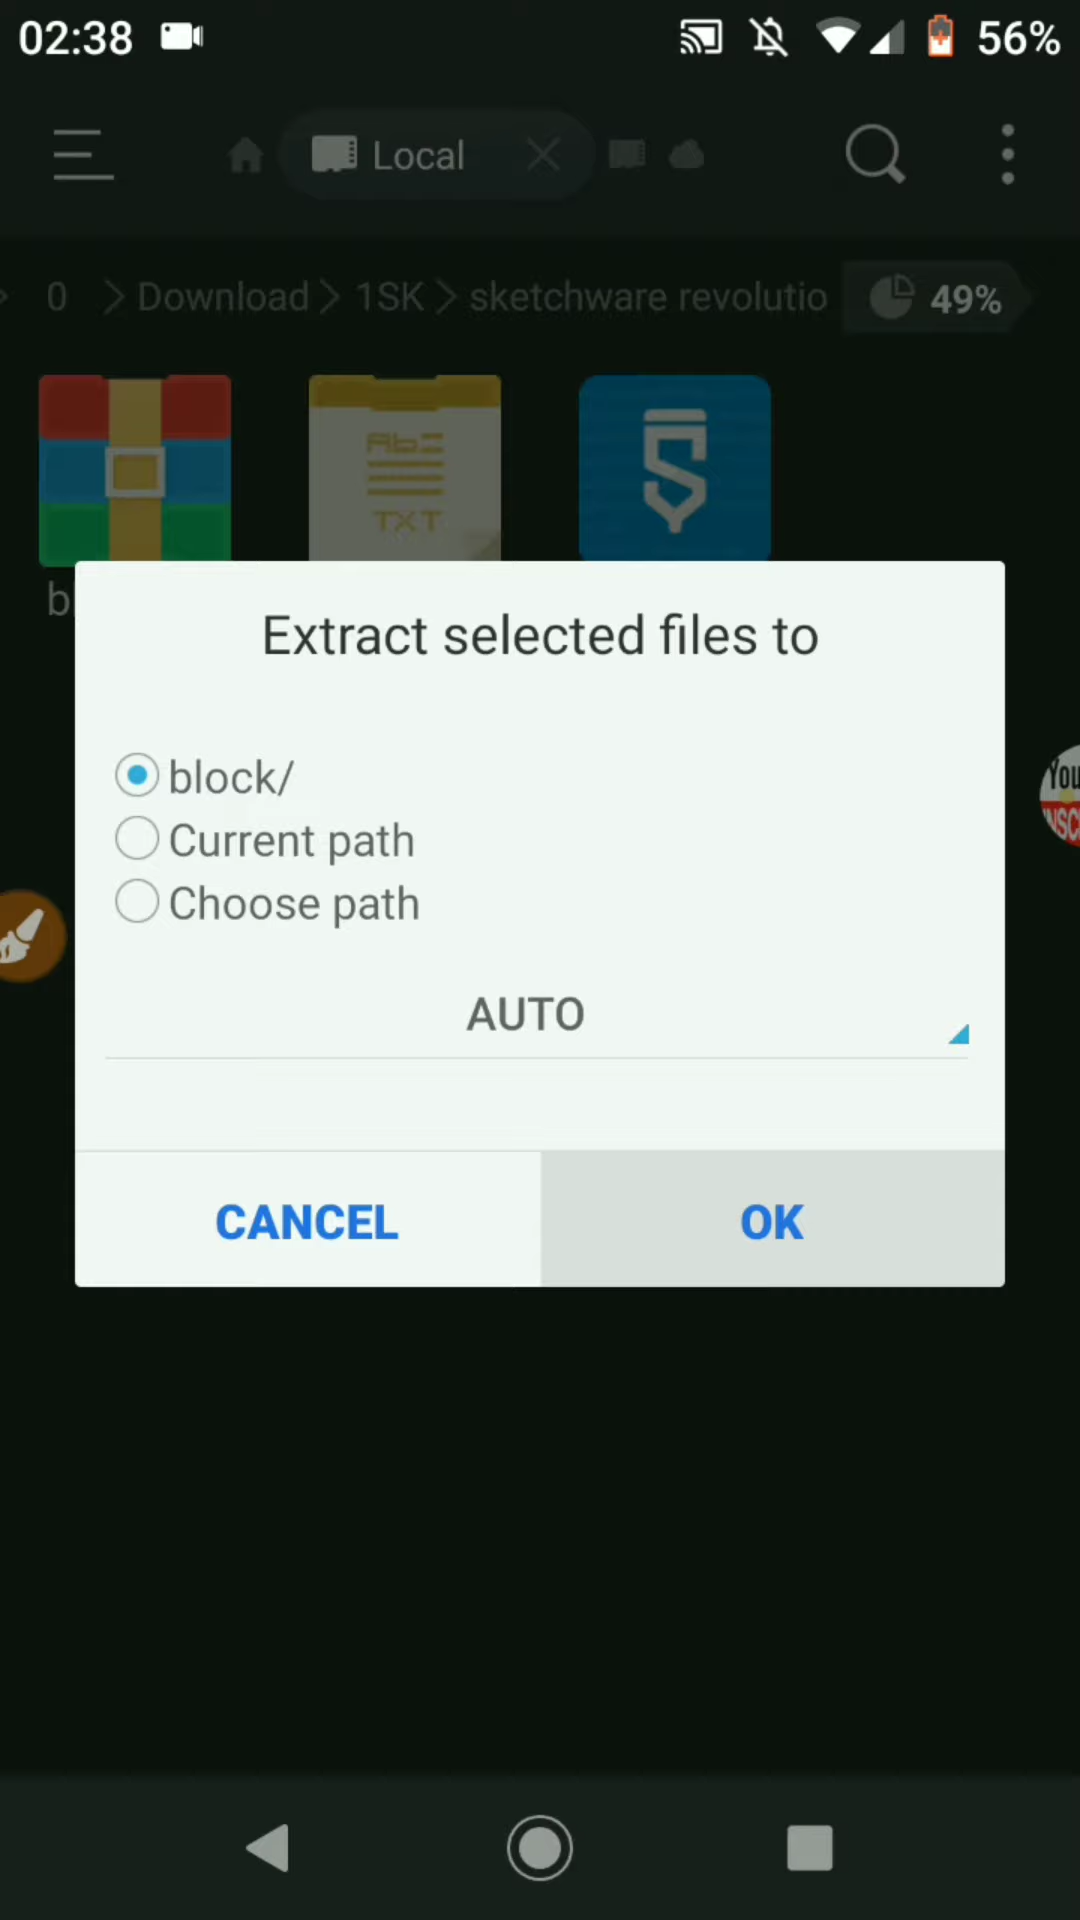 02:38 56%
Local
0 Download 1SK sketchware revolutio 49%
TXT
Extract selected files to
block/
Current path
Choose path
AUTO
CANCEL OK